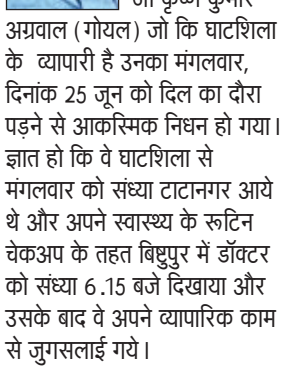 श्री कृष्ण कुमार
अग्रवाल (गोयल) जो कि घाटशिला
के व्यापारी है उनका मंगलवार,
दिनांक 25 जून को दिल का दौरा
पड़ने से आकस्मिक निधन हो गया।
ज्ञात हो कि वे घाटशिला से
मंगलवार को संध्या टाटानगर आये
थे और अपने स्वास्थ्य के रूटिन
चेकअप के तहत बिष्टुपुर में डॉक्टर
को संध्या 6.15 बजे दिखाया और
उसके बाद वे अपने व्यापारिक काम
से जुगसलाई गये।